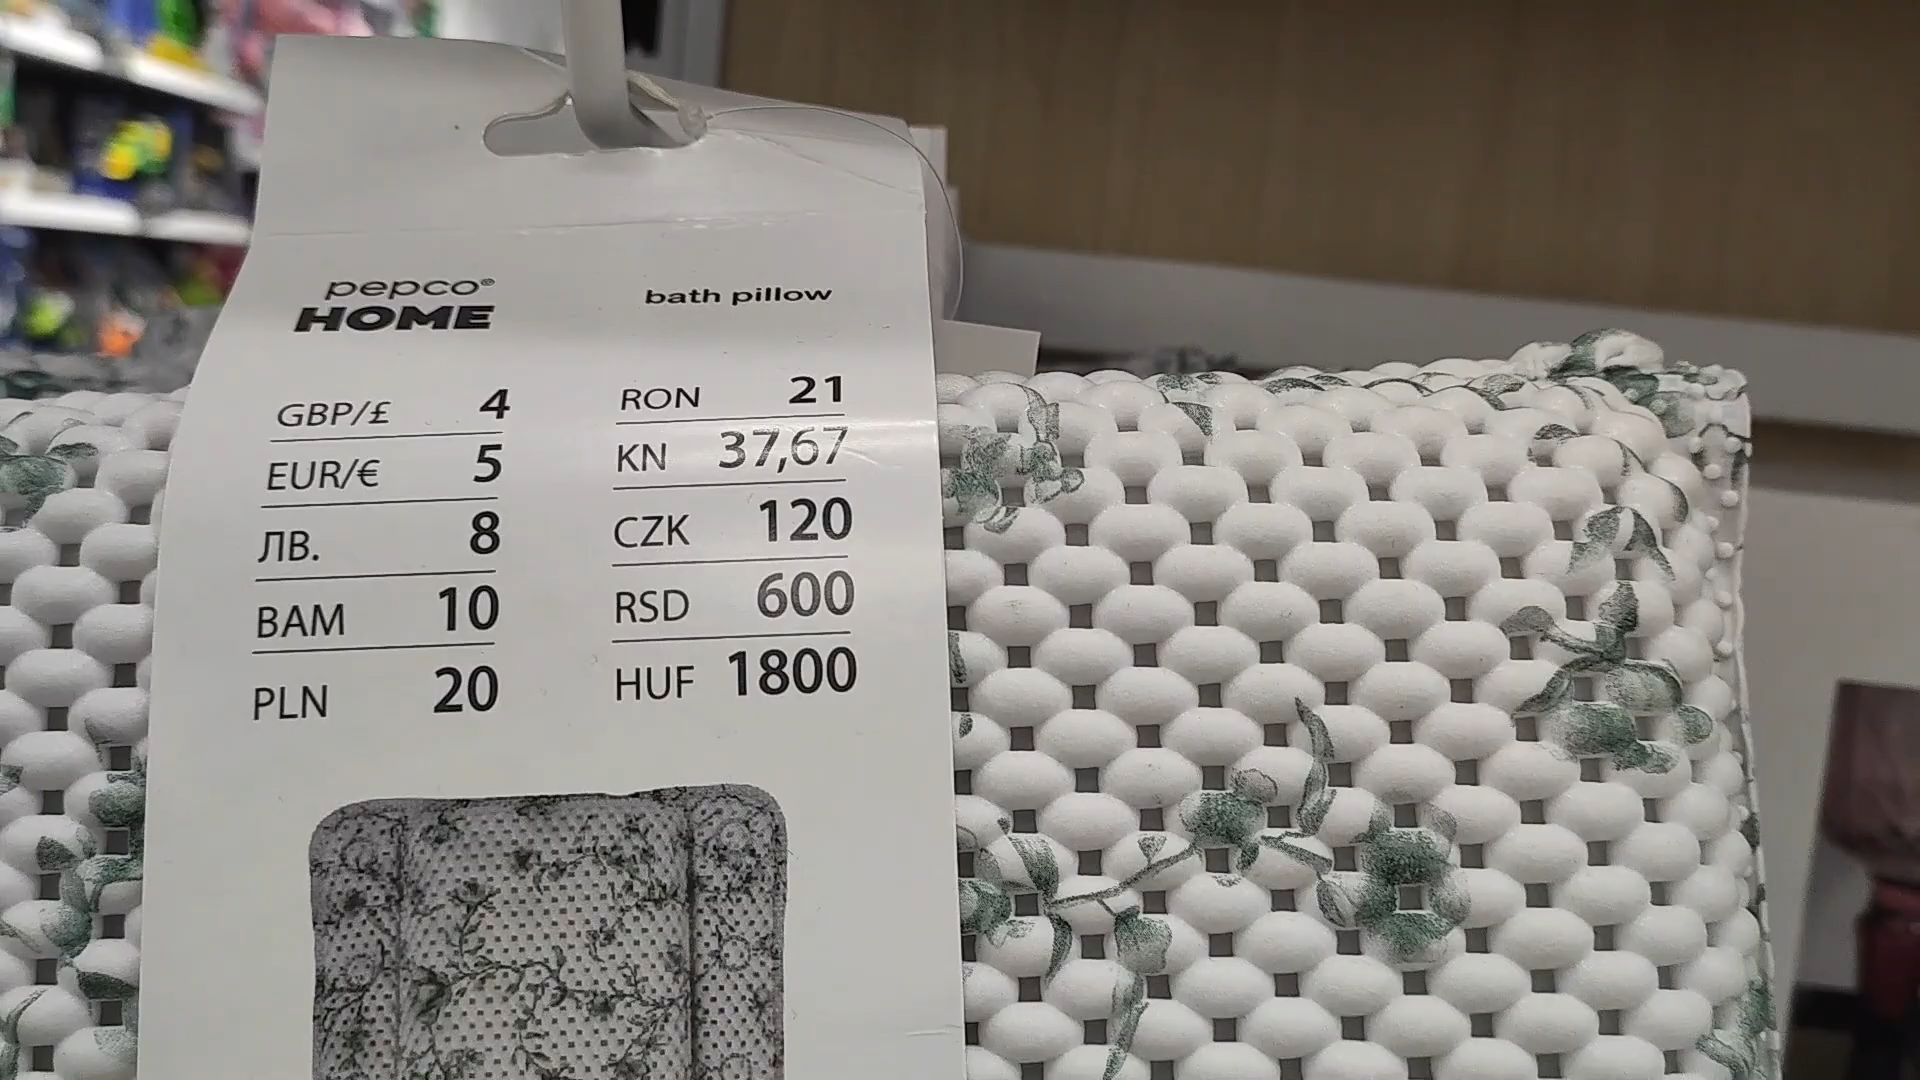 pepco®
HOME
bath pillow
GBP/£ 4
EUR/€ 5
ЛВ. 8
BAM 10
PLN 20
RON 21
KN 37,67
CZK 120
RSD 600
HUF 1800